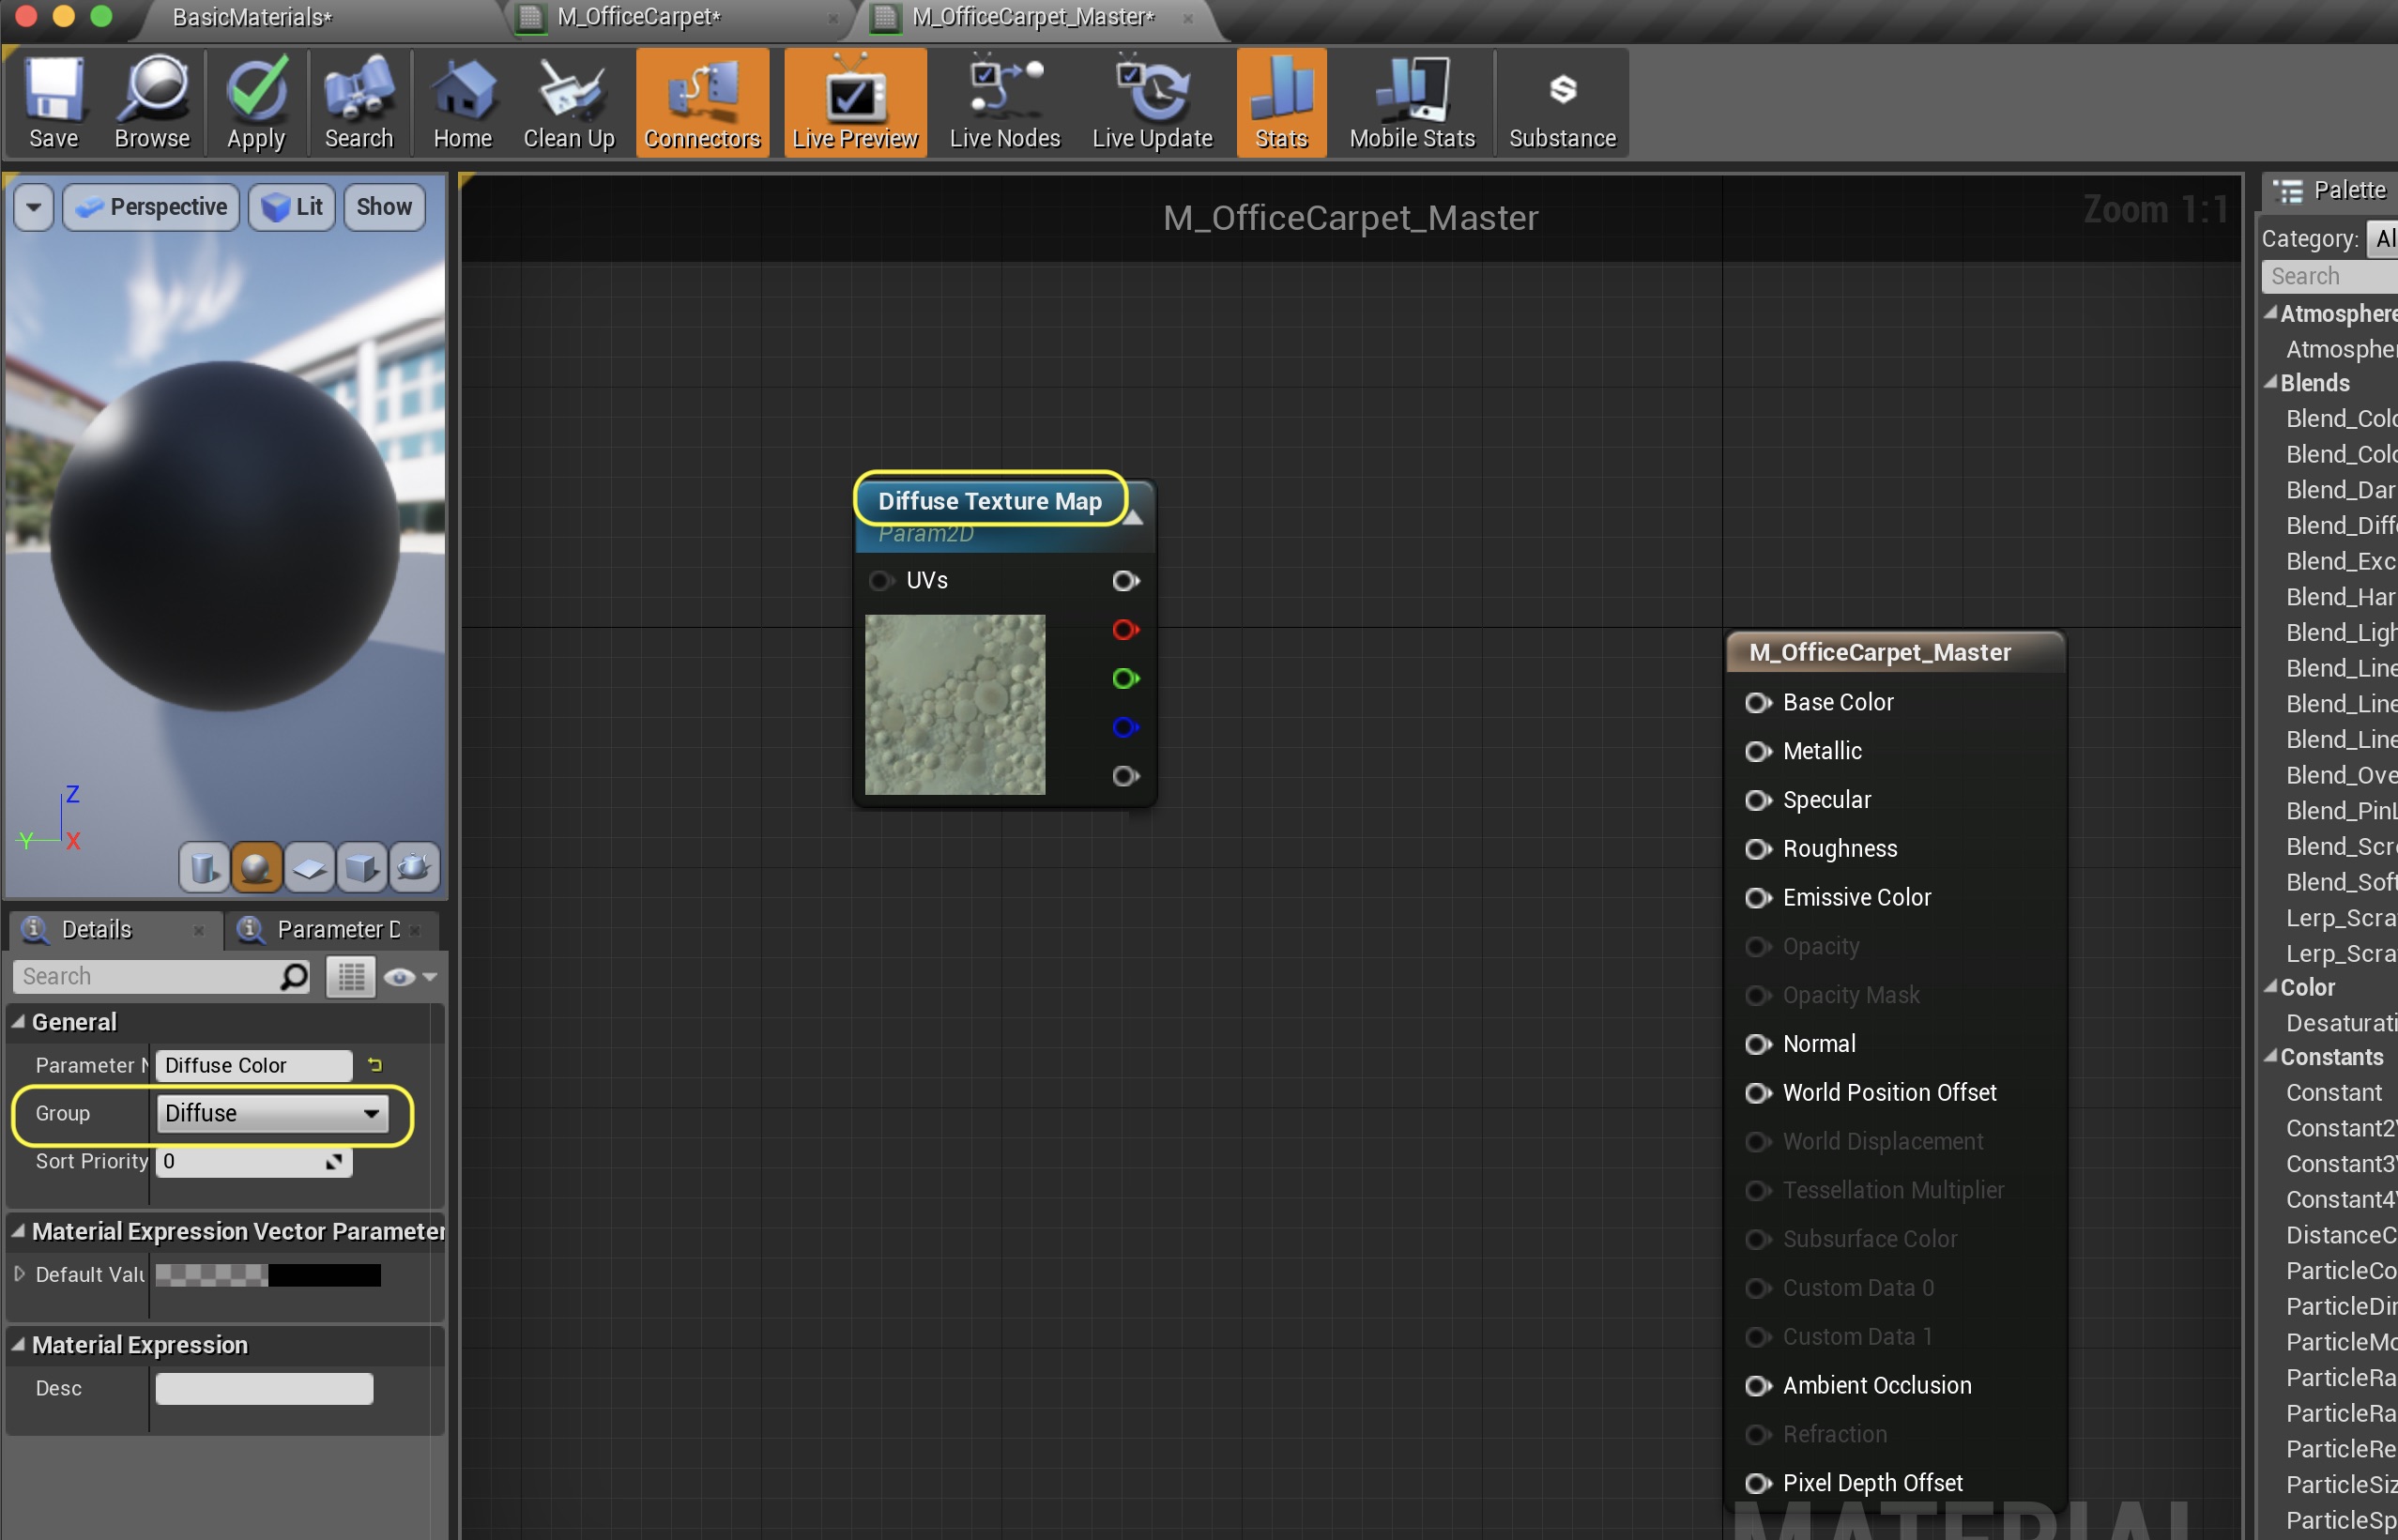 BasicMaterials*
M_OfficeCarpet*
M_OfficeCarpet_Master*
Save
Browse
Apply
Search
Home
Clean Up
Connectors
Live Preview
Live Nodes
Live Update
Stats
Mobile Stats
Substance
Perspective
Lit
Show
Z
Y
X
M_OfficeCarpet_Master
Zoom 1:1
Diffuse Texture Map
Param2D
UVs
M_OfficeCarpet_Master
Base Color
Metallic
Specular
Roughness
Emissive Color
Opacity
Opacity Mask
Normal
World Position Offset
World Displacement
Tessellation Multiplier
Subsurface Color
Custom Data 0
Custom Data 1
Ambient Occlusion
Refraction
Pixel Depth Offset
MATERIAL
Details
Parameter D
Search
General
Parameter N
Diffuse Color
Group
Diffuse
Sort Priority
0
Material Expression Vector Parameter
Default Valu
Material Expression
Desc
Palette
Category:
Al
Search
Atmosphere
Atmospher
Blends
Blend_Colo
Blend_Colo
Blend_Dar
Blend_Diffe
Blend_Exc
Blend_Har
Blend_Ligh
Blend_Line
Blend_Line
Blend_Line
Blend_Ove
Blend_PinL
Blend_Scre
Blend_Soft
Lerp_Scra
Lerp_Scra
Color
Desaturati
Constants
Constant
Constant2V
Constant3V
Constant4V
DistanceC
ParticleCo
ParticleDir
ParticleMo
ParticleRa
ParticleRa
ParticleRe
ParticleSiz
ParticleSp